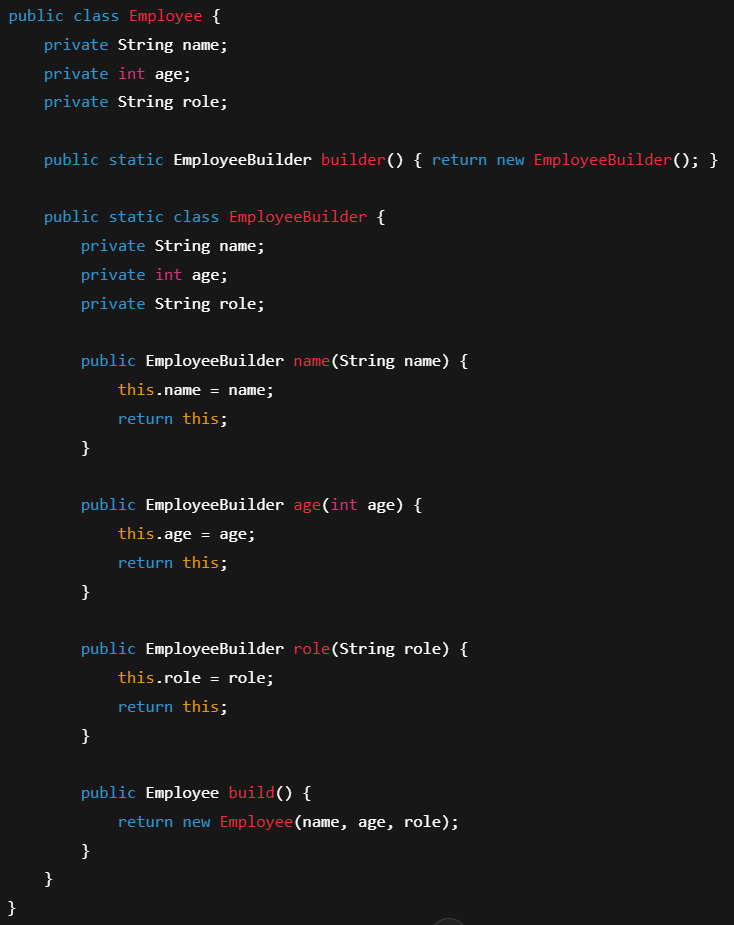 public class Employee {
    private String name;
    private int age;
    private String role;

    public static EmployeeBuilder builder() { return new EmployeeBuilder(); }

    public static class EmployeeBuilder {
        private String name;
        private int age;
        private String role;

        public EmployeeBuilder name(String name) {
            this.name = name;
            return this;
        }

        public EmployeeBuilder age(int age) {
            this.age = age;
            return this;
        }

        public EmployeeBuilder role(String role) {
            this.role = role;
            return this;
        }

        public Employee build() {
            return new Employee(name, age, role);
        }
    }
}